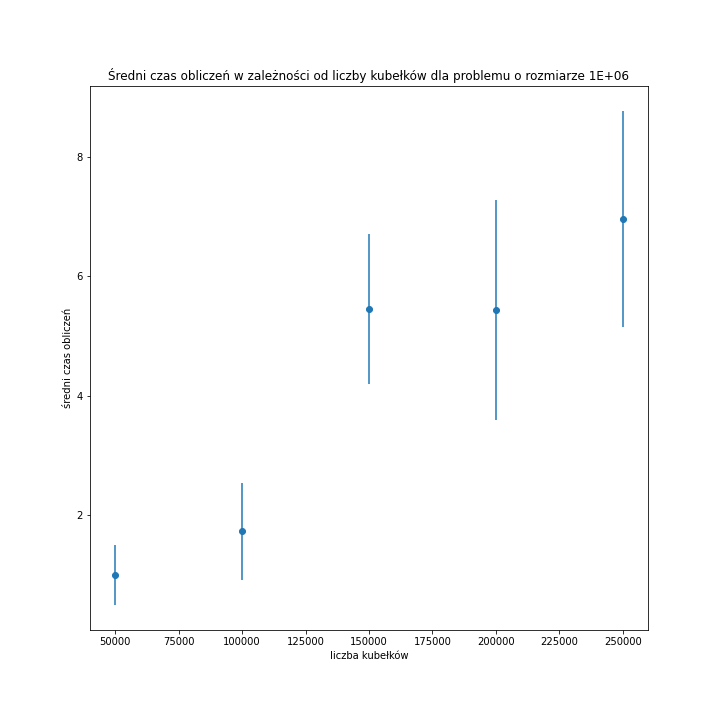 Średni czas obliczeń w zależności od liczby kubełków dla problemu o rozmiarze 1E+06
8
6
4
2
średni czas obliczeń
50000 75000 100000 125000 150000 175000 200000 225000 250000
liczba kubełków